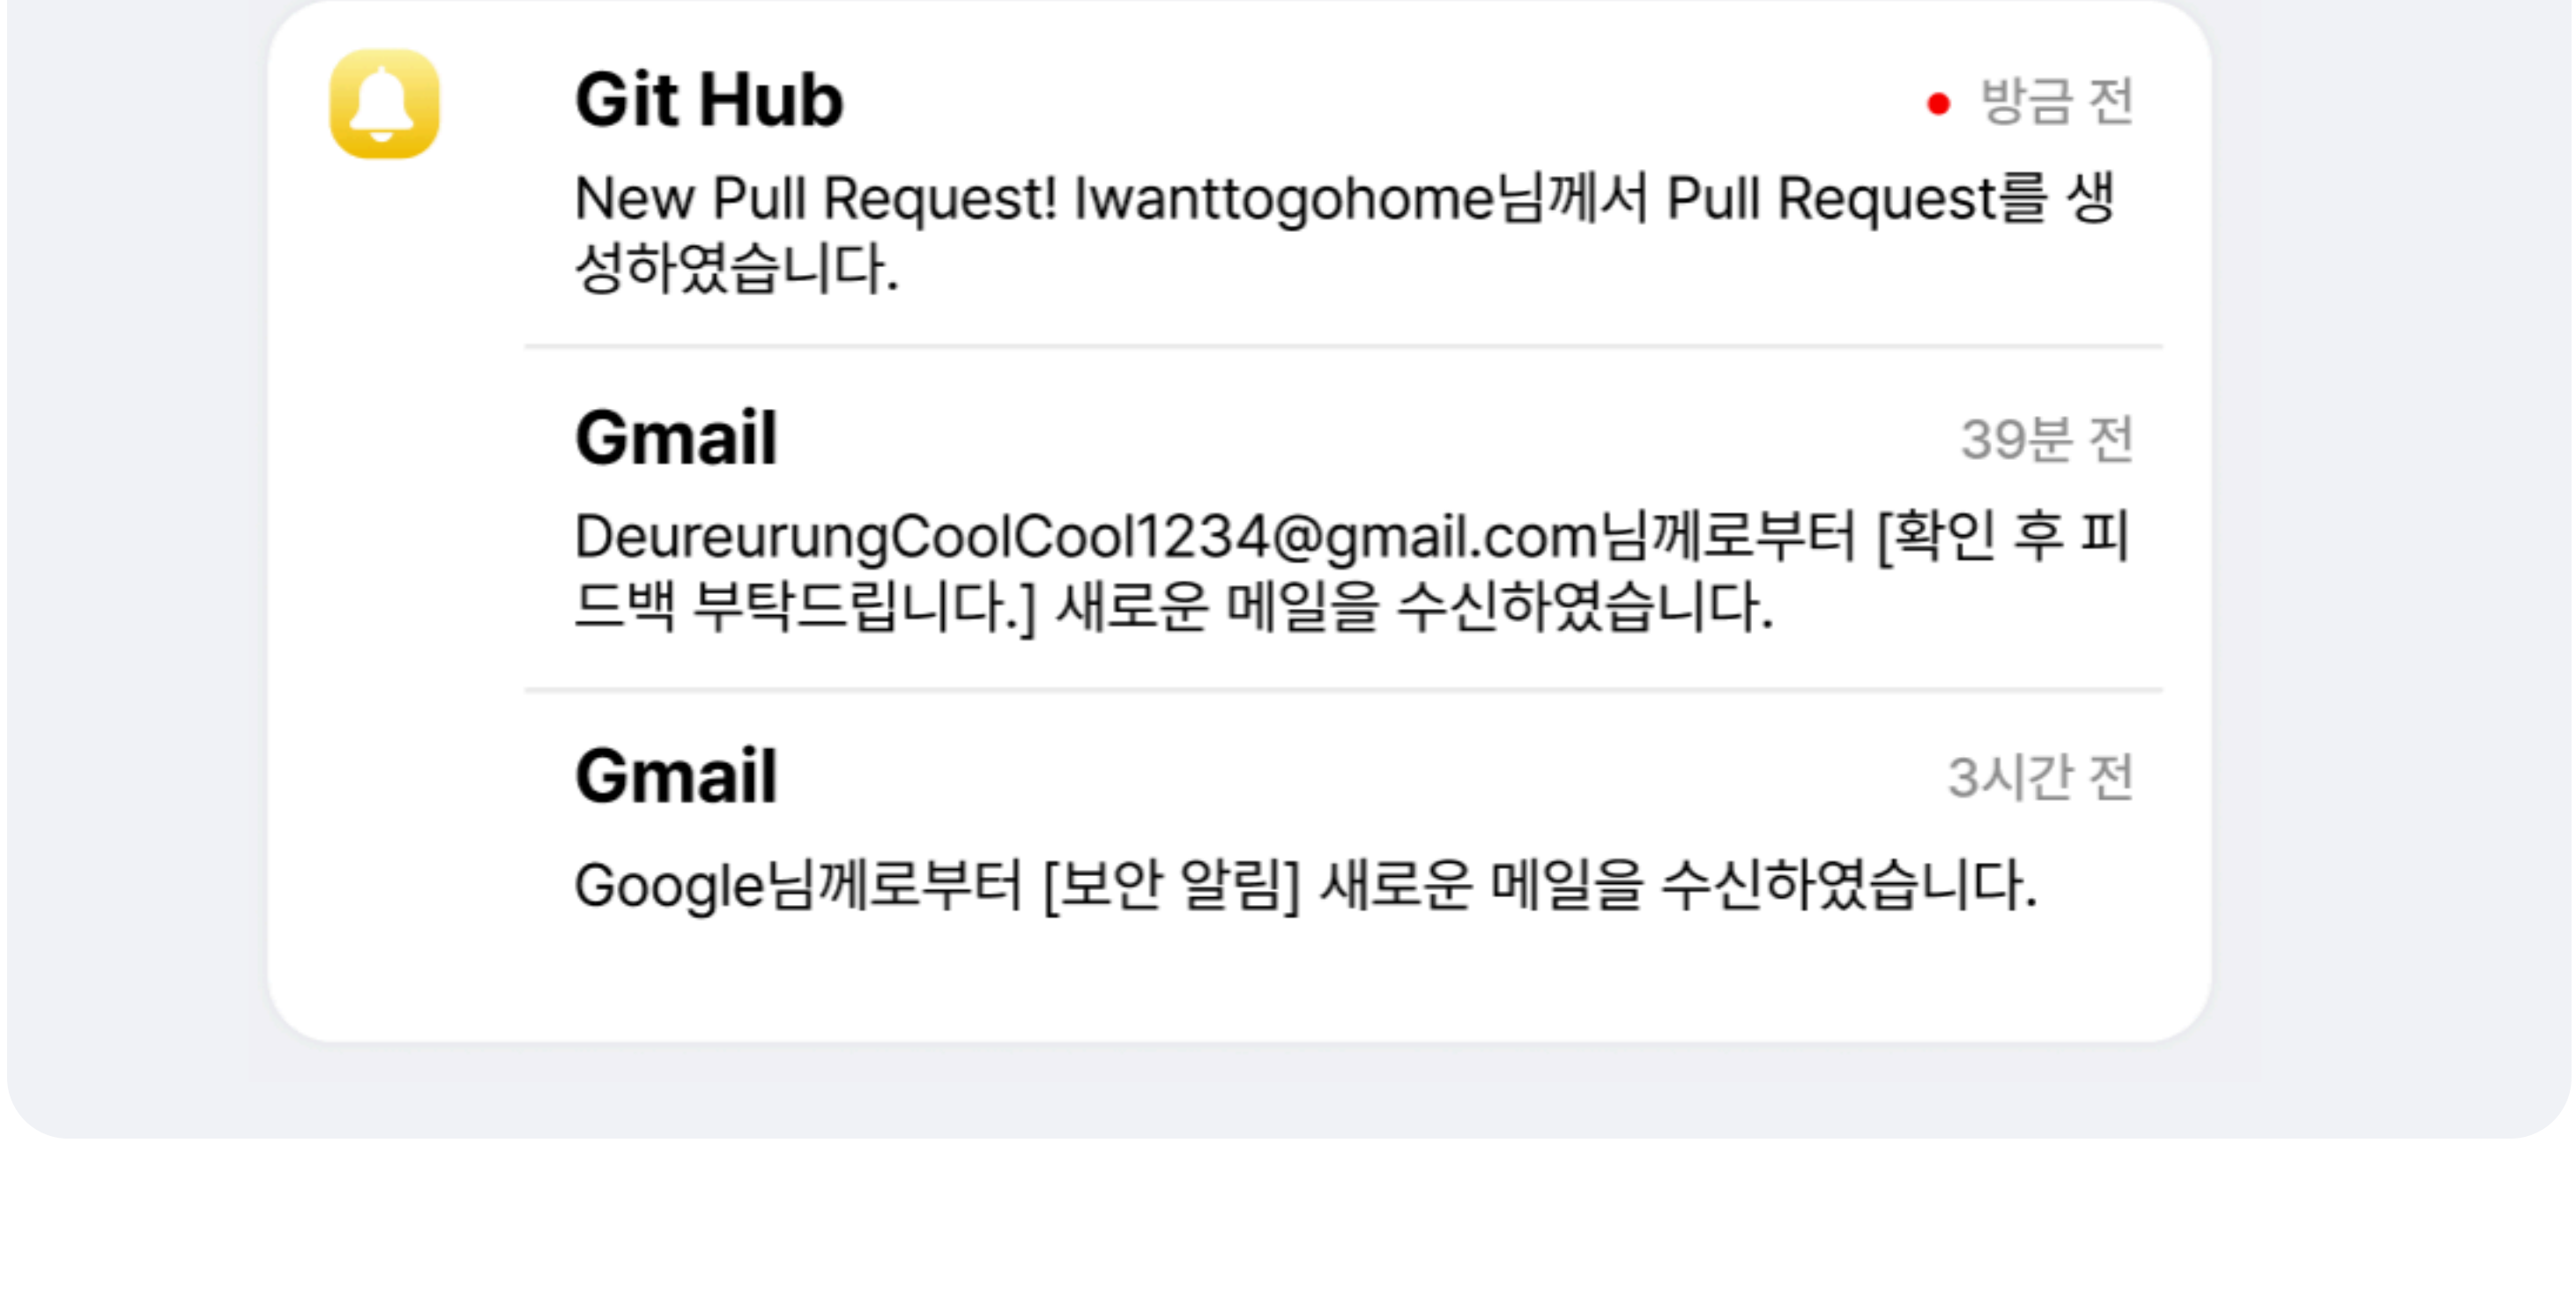 Git Hub
방금 전
New Pull Request! Iwanttogohome님께서 Pull Request를 생
성하였습니다.
Gmail
39분 전
DeureurungCoolCool1234@gmail.com님께로부터 [확인 후 피
드백 부탁드립니다.] 새로운 메일을 수신하였습니다.
Gmail
3시간 전
Google님께로부터 [보안 알림] 새로운 메일을 수신하였습니다.